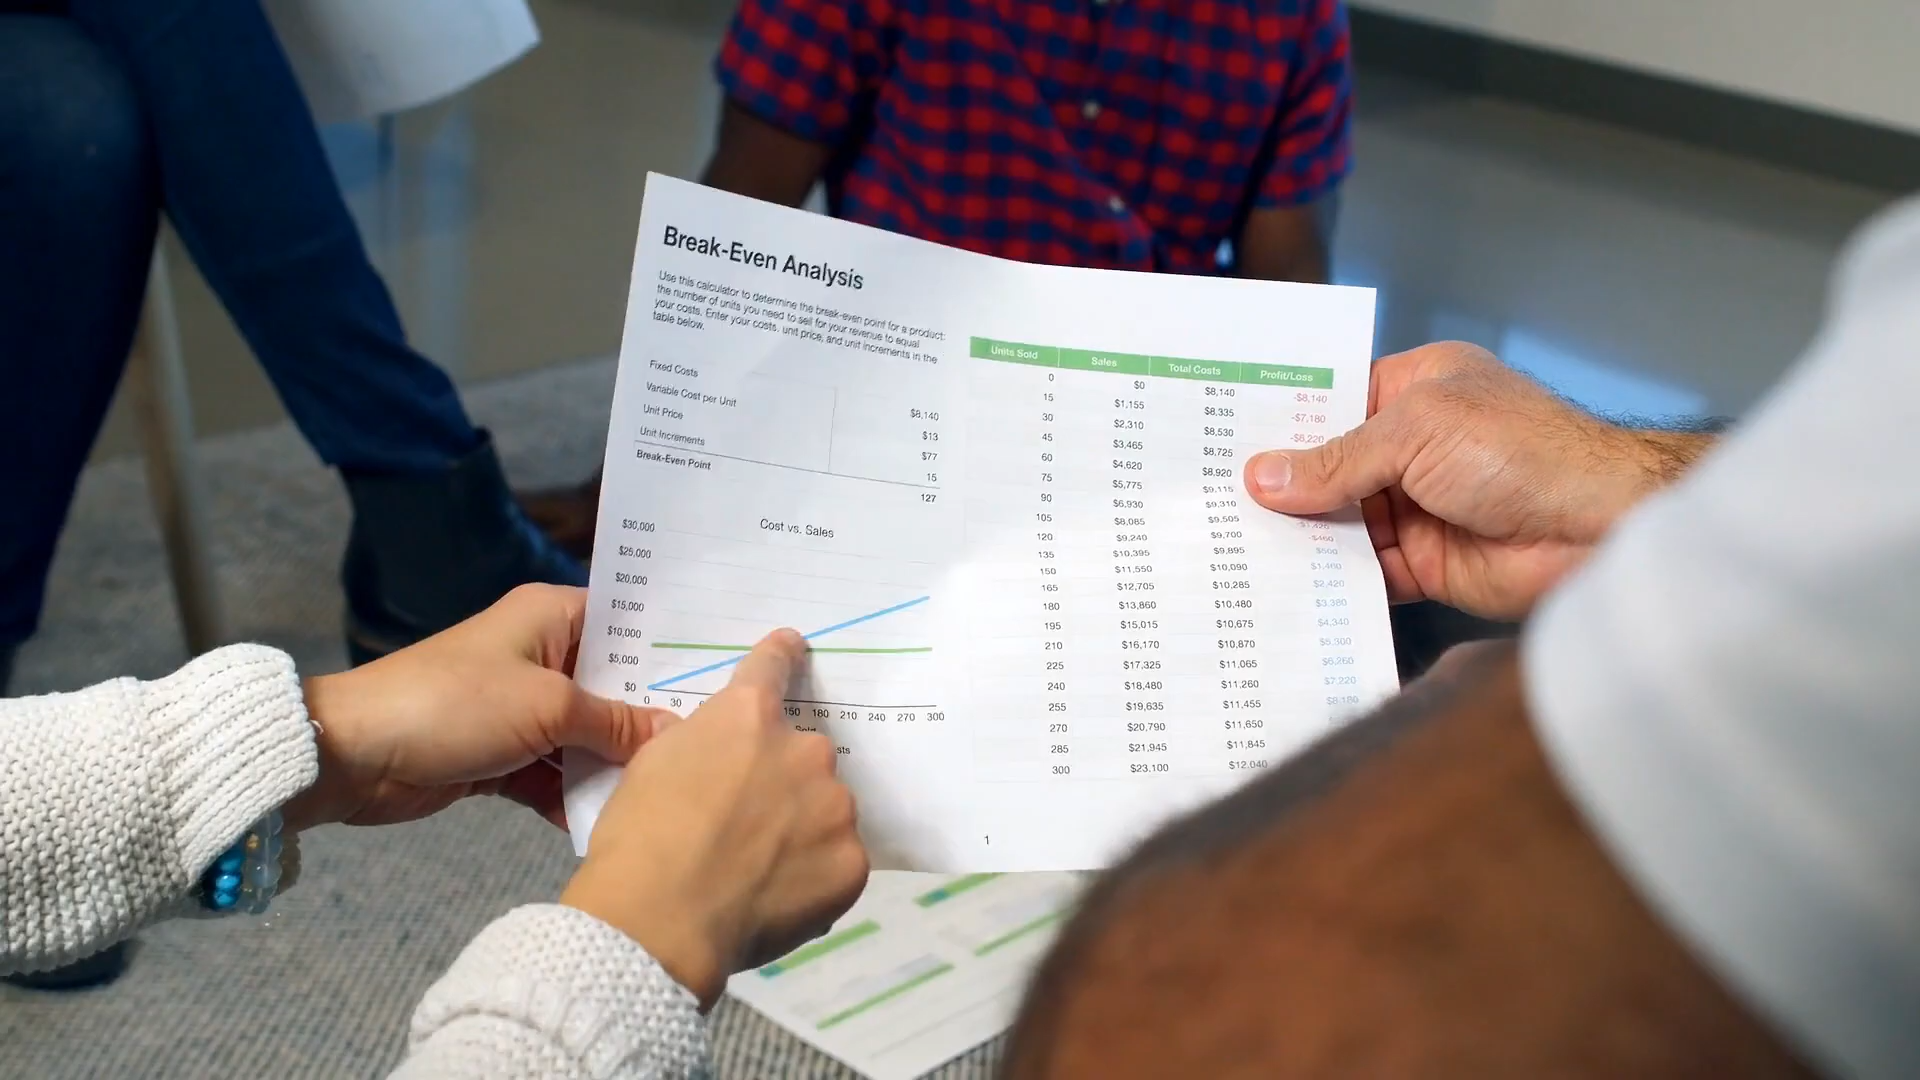 Break-Even Analysis
Use this calculator to determine the break-even point for a product:
the number of units you need to sell for your revenue to equal
your costs. Enter your costs, unit price, and unit increments in the
table below.
Fixed Costs $8,140
Variable Cost per Unit $13
Unit Price $77
Unit Increments 15
Break-Even Point 127
Cost vs. Sales
$30,000
$25,000
$20,000
$15,000
$10,000
$5,000
$0
0 30 150 180 210 240 270 300
Sold
sts
Units Sold Sales Total Costs Profit/Loss
0 $0 $8,140 -$8,140
15 $1,155 $8,335 -$7,180
30 $2,310 $8,530 -$6,220
45 $3,465 $8,725
60 $4,620 $8,920
75 $5,775 $9,115
90 $6,930 $9,310
105 $8,085 $9,505 -$1,420
120 $9,240 $9,700 -$460
135 $10,395 $9,895 $500
150 $11,550 $10,090 $1,460
165 $12,705 $10,285 $2,420
180 $13,860 $10,480 $3,380
195 $15,015 $10,675 $4,340
210 $16,170 $10,870 $5,300
225 $17,325 $11,065 $6,260
240 $18,480 $11,260 $7,220
255 $19,635 $11,455 $8,180
270 $20,790 $11,650
285 $21,945 $11,845
300 $23,100 $12,040
1